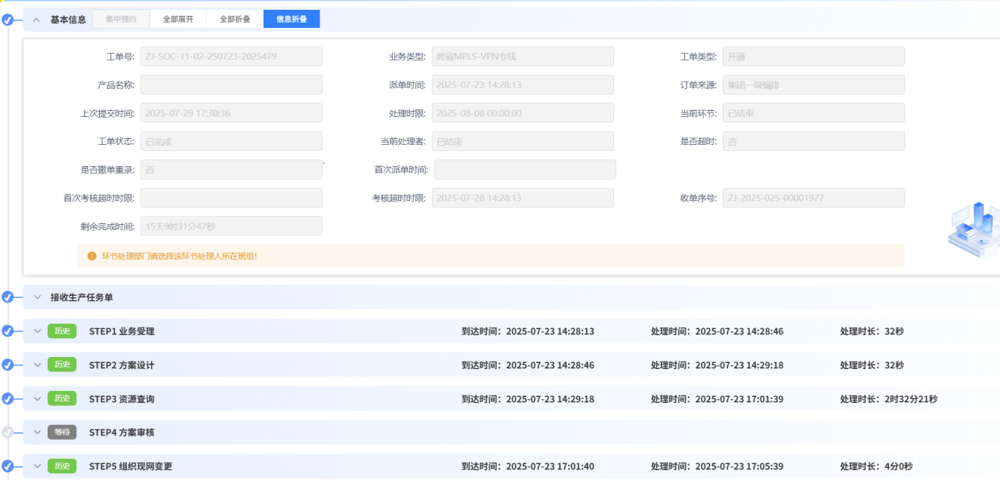 基本信息 集中预约 全部展开 全部折叠 信息折叠
工单号: ZJ-SOC-11-02-250723-2025479 业务类型: 跨省MPLS-VPN专线 工单类型: 开通
产品名称: 派单时间: 2025-07-23 14:28:13 订单来源: 集团一级编排
上次提交时间: 2025-07-29 17:30:36 处理时限: 2025-08-08 00:00:00 当前环节: 已结束
工单状态: 已完成 当前处理者: 已结束 是否超时: 否
是否撤单重录: 否 、 首次派单时间:
首次考核超时时限: 考核超时时限: 2025-07-28 14:28:13 收单序号: ZJ-2025-025-00001977
剩余完成时间: 15天9时31分47秒
环节处理部门请选择该环节处理人所在班组!
接收生产任务单
历史 STEP1 业务受理 到达时间：2025-07-23 14:28:13 处理时间：2025-07-23 14:28:46 处理时长：32秒
历史 STEP2 方案设计 到达时间：2025-07-23 14:28:46 处理时间：2025-07-23 14:29:18 处理时长：32秒
历史 STEP3 资源查询 到达时间：2025-07-23 14:29:18 处理时间：2025-07-23 17:01:39 处理时长：2时32分21秒
等待 STEP4 方案审核
历史 STEP5 组织现网变更 到达时间：2025-07-23 17:01:40 处理时间：2025-07-23 17:05:39 处理时长：4分0秒